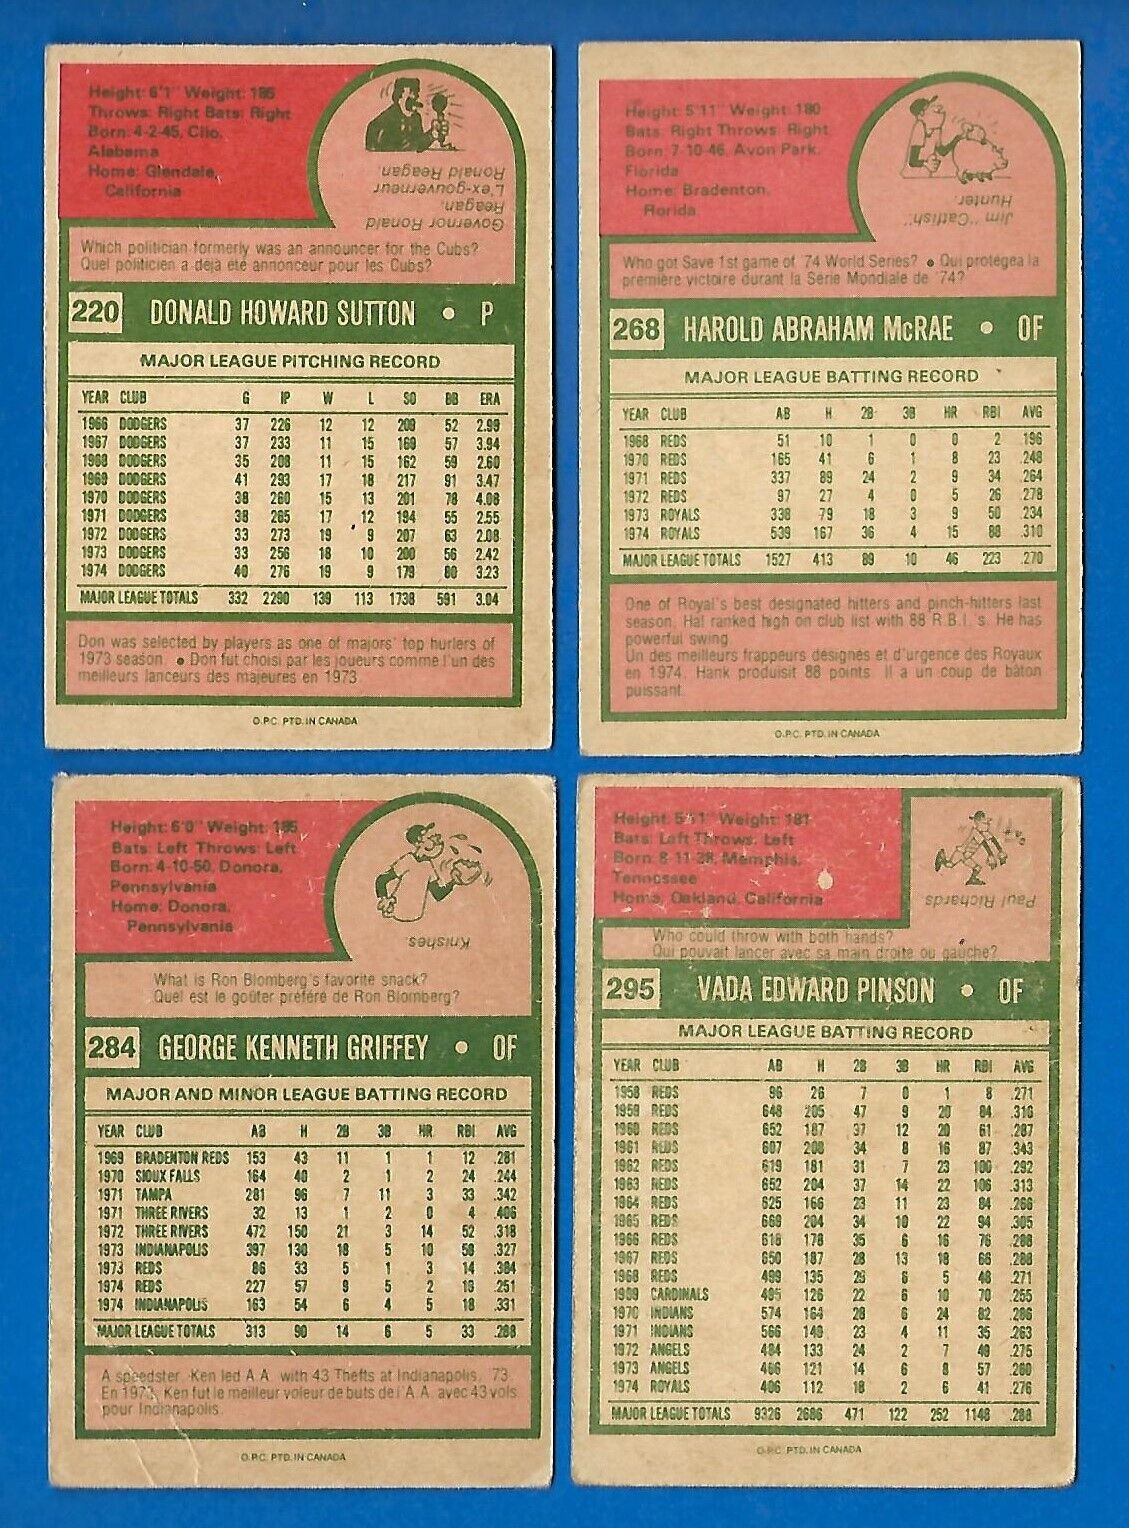 Height: 6'1" Weight: 185
Throws: Right Bats: Right
Born: 4-2-45, Clio,
Alabama
Home: Glendale,
California
Governor Ronald
Reagan.
L'ex-gouverneur
Ronald Reagan.
Which politician formerly was an announcer for the Cubs?
Quel politicien a déjà été annonceur pour les Cubs?
220 DONALD HOWARD SUTTON • P
MAJOR LEAGUE PITCHING RECORD
YEAR CLUB G IP W L SO BB ERA
1966 DODGERS 37 226 12 12 209 52 2.99
1967 DODGERS 37 233 11 15 169 57 3.94
1968 DODGERS 35 208 11 15 162 59 2.60
1969 DODGERS 41 293 17 18 217 91 3.47
1970 DODGERS 38 260 15 13 201 78 4.08
1971 DODGERS 38 265 17 12 194 55 2.55
1972 DODGERS 33 273 19 9 207 63 2.08
1973 DODGERS 33 256 18 10 200 56 2.42
1974 DODGERS 40 276 19 9 179 80 3.23
MAJOR LEAGUE TOTALS 332 2290 139 113 1738 591 3.04
Don was selected by players as one of majors' top hurlers of
1973 season. • Don fut choisi par les joueurs comme l'un des
meilleurs lanceurs des majeures en 1973.
O.P.C. PTD. IN CANADA
Height: 5'11" Weight: 180
Bats: Right Throws: Right
Born: 7-10-46, Avon Park,
Florida
Home: Bradenton,
Florida
Jim "Catfish"
Hunter.
Who got Save 1st game of '74 World Series? • Qui protégea la
première victoire durant la Série Mondiale de '74?
268 HAROLD ABRAHAM McRAE • OF
MAJOR LEAGUE BATTING RECORD
YEAR CLUB AB H 2B 3B HR RBI AVG
1968 REDS 51 10 1 0 0 2 .196
1970 REDS 165 41 6 1 8 23 .248
1971 REDS 337 89 24 2 9 34 .264
1972 REDS 97 27 4 0 5 26 .278
1973 ROYALS 338 79 18 3 9 50 .234
1974 ROYALS 539 167 36 4 15 88 .310
MAJOR LEAGUE TOTALS 1527 413 89 10 46 223 .270
One of Royal's best designated hitters and pinch-hitters last
season. Hal ranked high on club list with 88 R.B.I.'s. He has
powerful swing.
Un des meilleurs frappeurs désignés et d'urgence des Royaux
en 1974, Hank produisit 88 points. Il a un coup de bâton
puissant.
O.P.C. PTD. IN CANADA
Height: 6'0" Weight: 185
Bats: Left Throws: Left
Born: 4-10-50, Donora,
Pennsylvania
Home: Donora,
Pennsylvania
Knishes.
What is Ron Blomberg's favorite snack?
Quel est le goûter préféré de Ron Blomberg?
284 GEORGE KENNETH GRIFFEY • OF
MAJOR AND MINOR LEAGUE BATTING RECORD
YEAR CLUB AB H 2B 3B HR RBI AVG
1969 BRADENTON REDS 153 43 11 1 1 12 .281
1970 SIOUX FALLS 164 40 2 1 2 24 .244
1971 TAMPA 281 96 7 11 3 33 .342
1971 THREE RIVERS 32 13 1 2 0 4 .406
1972 THREE RIVERS 472 150 21 3 14 52 .318
1973 INDIANAPOLIS 397 130 18 5 10 58 .327
1973 REDS 86 33 5 1 3 14 .384
1974 REDS 227 57 9 5 2 19 .251
1974 INDIANAPOLIS 163 54 6 4 5 18 .331
MAJOR LEAGUE TOTALS 313 90 14 6 5 33 .288
A speedster, Ken led A.A. with 43 Thefts at Indianapolis, '73.
En 1973, Ken fut le meilleur voleur de buts de l'A.A. avec 43 vols
pour Indianapolis.
O.P.C. PTD. IN CANADA
Height: 5'11" Weight: 181
Bats: Left Throws: Left
Born: 8-11-38, Memphis,
Tennessee
Home: Oakland, California
Paul Richards
Who could throw with both hands?
Qui pouvait lancer avec sa main droite ou gauche?
295 VADA EDWARD PINSON • OF
MAJOR LEAGUE BATTING RECORD
YEAR CLUB AB H 2B 3B HR RBI AVG
1958 REDS 96 26 7 0 1 8 .271
1959 REDS 648 205 47 9 20 84 .316
1960 REDS 652 187 37 12 20 61 .287
1961 REDS 607 208 34 8 16 87 .343
1962 REDS 619 181 31 7 23 100 .292
1963 REDS 652 204 37 14 22 106 .313
1964 REDS 625 166 23 11 23 84 .266
1965 REDS 669 204 34 10 22 94 .305
1966 REDS 618 178 35 6 16 76 .288
1967 REDS 650 187 28 13 18 66 .288
1968 REDS 499 135 29 6 5 48 .271
1969 CARDINALS 495 126 22 6 10 70 .255
1970 INDIANS 574 164 28 6 24 82 .286
1971 INDIANS 566 149 23 4 11 35 .263
1972 ANGELS 484 133 24 2 7 49 .275
1973 ANGELS 466 121 14 6 8 57 .260
1974 ROYALS 406 112 18 2 6 41 .276
MAJOR LEAGUE TOTALS 9326 2686 471 122 252 1148 .288
O.P.C. PTD. IN CANADA